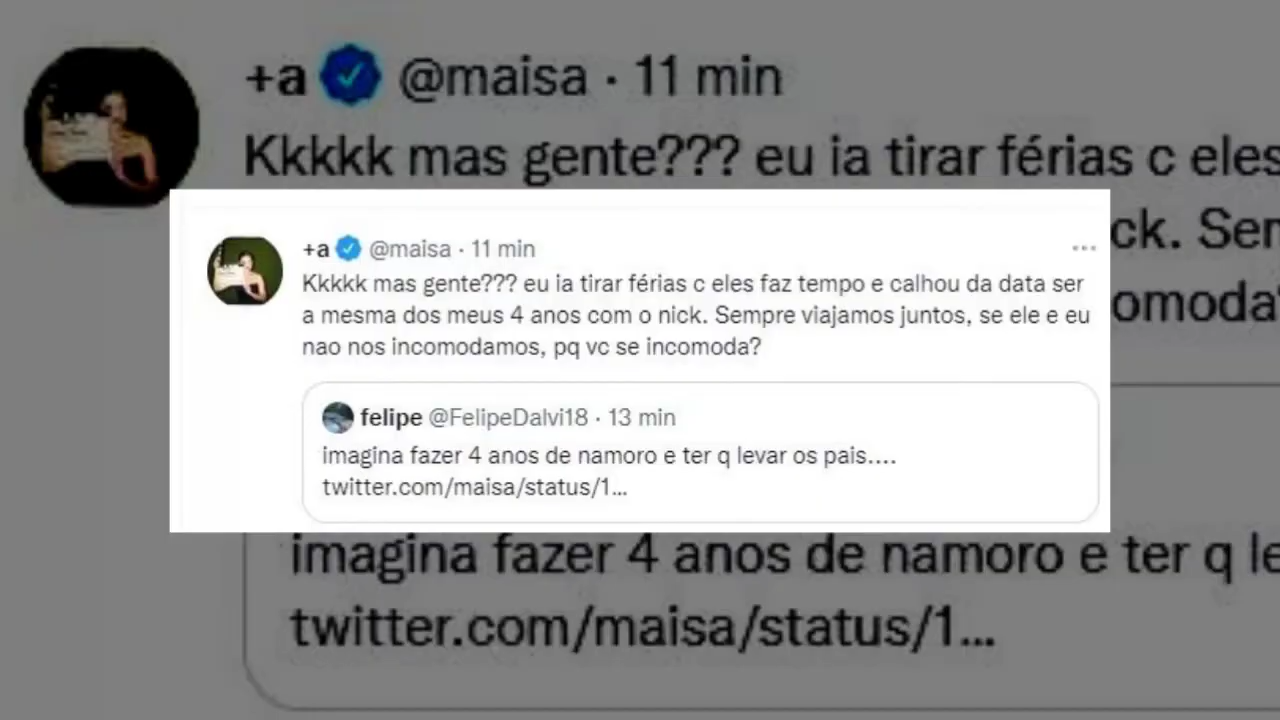 +a @maisa · 11 min
Kkkkk mas gente??? eu ia tirar férias c eles
ck. Ser
omoda
+a @maisa · 11 min
Kkkkk mas gente??? eu ia tirar férias c eles faz tempo e calhou da data ser
a mesma dos meus 4 anos com o nick. Sempre viajamos juntos, se ele e eu
nao nos incomodamos, pq vc se incomoda?
felipe @FelipeDalvi18 · 13 min
imagina fazer 4 anos de namoro e ter q levar os pais....
twitter.com/maisa/status/1...
imagina fazer 4 anos de namoro e ter q le
twitter.com/maisa/status/1...